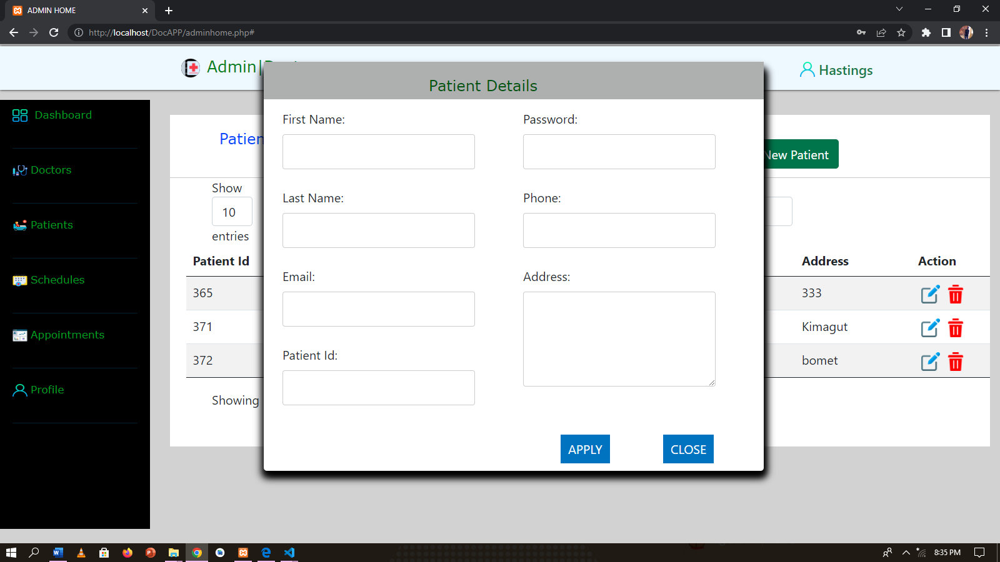 ADMIN HOME
http://localhost/DocAPP/adminhome.php#
Admin|
Hastings
Patient Details
Dashboard
Doctors
Patients
Schedules
Appointments
Profile
First Name:
Password:
Last Name:
Phone:
Email:
Address:
Patient Id:
APPLY
CLOSE
Patien
New Patient
Show
10
entries
Patient Id
Address
Action
365
333
371
Kimagut
372
bomet
Showing
8:35 PM